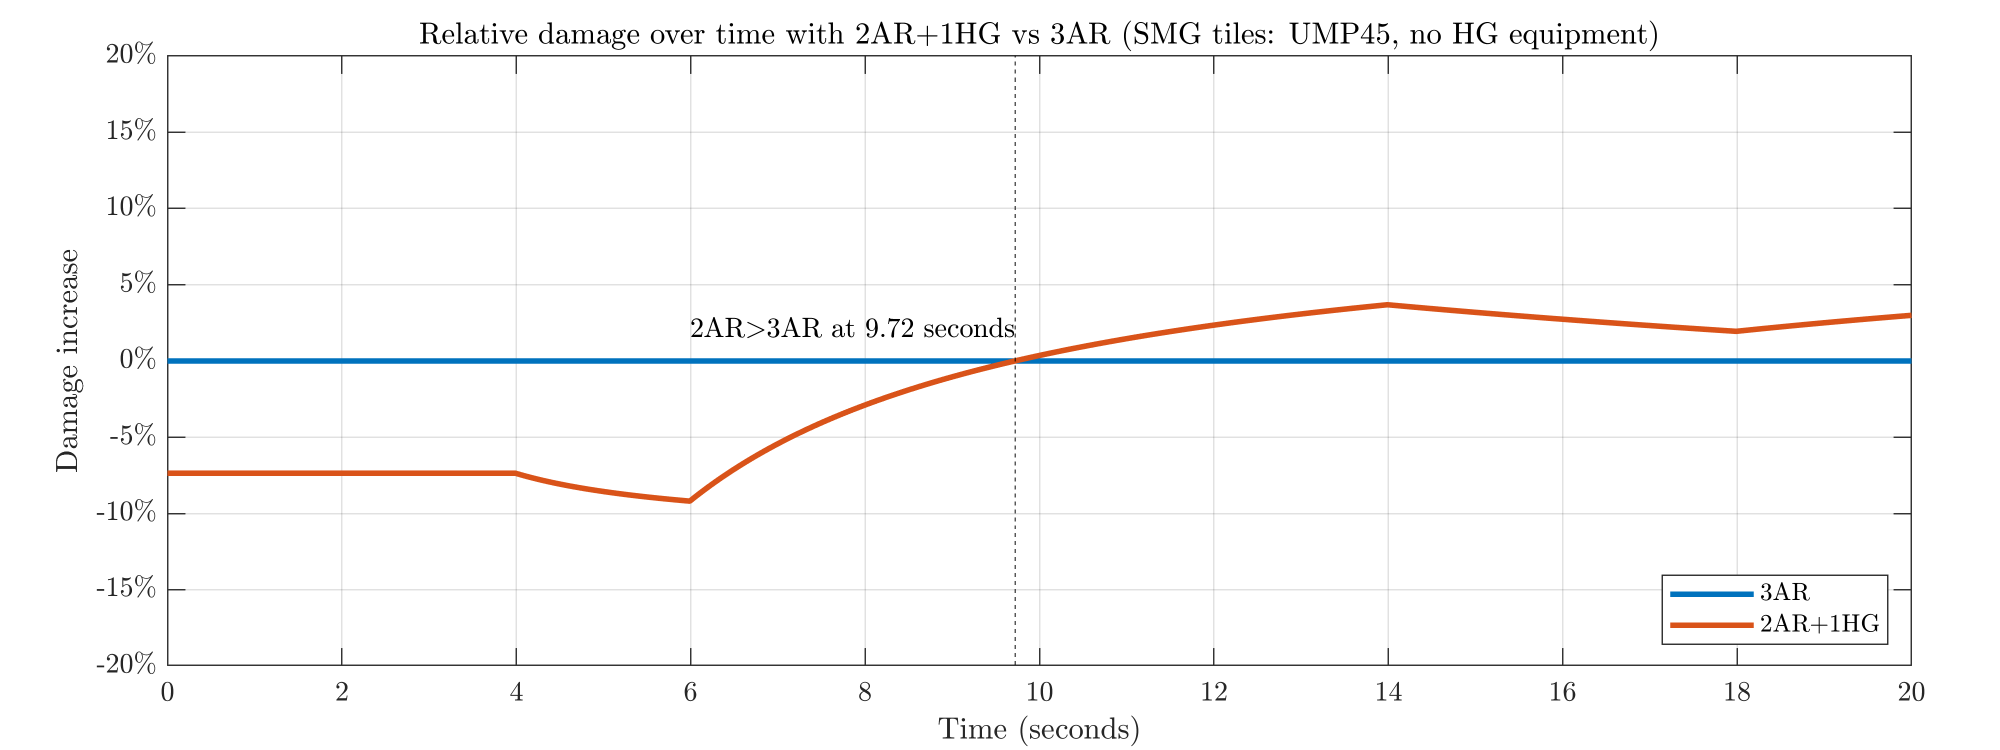 Relative damage over time with 2AR+1HG vs 3AR (SMG tiles: UMP45, no HG equipment)
20%
15%
10%
5%
0%
-5%
-10%
-15%
-20%
Damage increase
2AR>3AR at 9.72 seconds
3AR
2AR+1HG
0 2 4 6 8 10 12 14 16 18 20
Time (seconds)